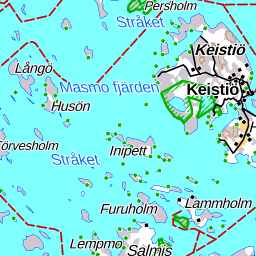 Persholm
Stråket
Keistiö
Långö
Masmo fjärden
Keistiö
Husön
Törvesholm
Inipett
Stråket
Lammholm
Furuholm
Lempmo
Salmis